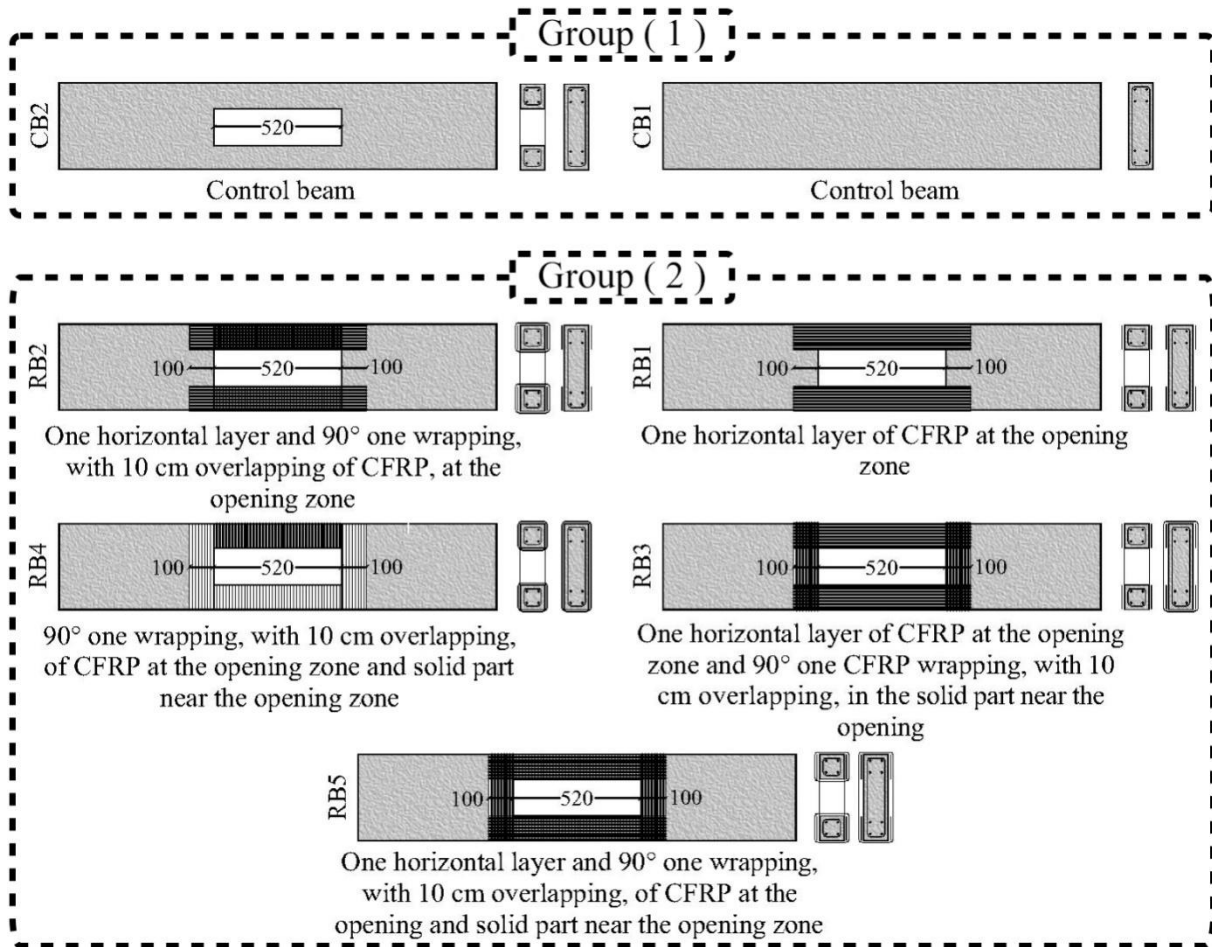 Group ( 1 )
CB2
520
Control beam
CB1
Control beam
Group ( 2 )
RB2
100
520
100
One horizontal layer and 90° one wrapping,
with 10 cm overlapping of CFRP, at the
opening zone
RB1
One horizontal layer of CFRP at the opening
zone
RB4
100
520
100
90° one wrapping, with 10 cm overlapping,
of CFRP at the opening zone and solid part
near the opening zone
RB3
100
520
100
One horizontal layer of CFRP at the opening
zone and 90° one CFRP wrapping, with 10
cm overlapping, in the solid part near the
opening
RB5
100
520
100
One horizontal layer and 90° one wrapping,
with 10 cm overlapping, of CFRP at the
opening and solid part near the opening zone